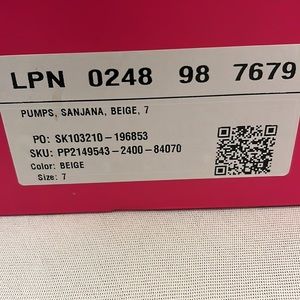 LPN 0248 98 7679
PUMPS, SANJANA, BEIGE, 7
PO: SK103210-196853
SKU: PP2149543-2400-84070
Color: BEIGE
Size: 7